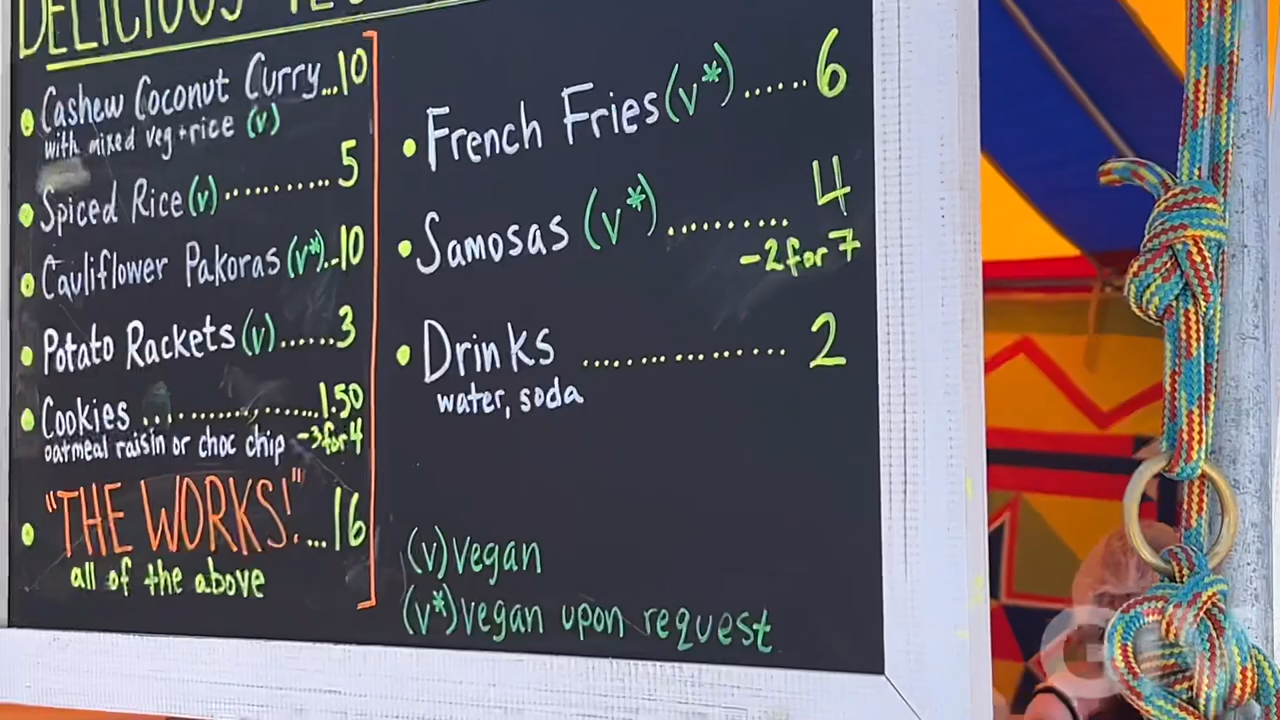 DELICIOUS
• Cashew Coconut Curry...10
with mixed veg + rice (v)
• Spiced Rice (v)...........5
• Cauliflower Pakoras (v*)..10
• Potato Rackets (v)......3
• Cookies .................1.50
oatmeal raisin or choc chip -3 for 4
• "THE WORKS!"...16
all of the above
• French Fries (v*)......6
• Samosas (v*)..........4
-2 for 7
• Drinks ................ 2
water, soda
(v) vegan
(v*) vegan upon request